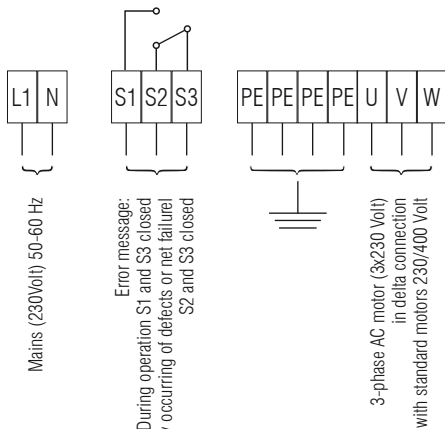 L1 N
S1 S2 S3
PE PE PE PE U V W
Mains (230Volt) 50-60 Hz
Error message:
During operation S1 and S3 closed
occurring of defects or net failurel
S2 and S3 closed
3-phase AC motor (3x230 Volt)
in delta connection
with standard motors 230/400 Volt